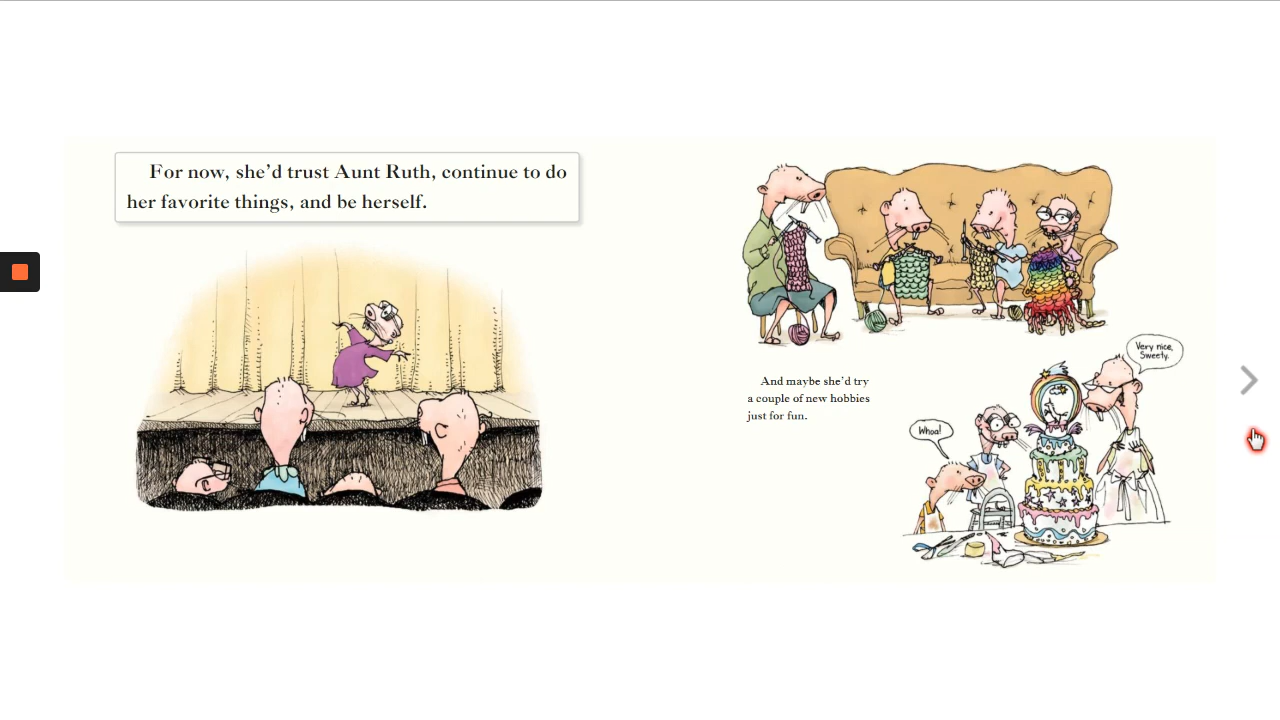 For now, she'd trust Aunt Ruth, continue to do
her favorite things, and be herself.
And maybe she'd try
a couple of new hobbies
just for fun.
Very nice,
Sweety.
Whoa!